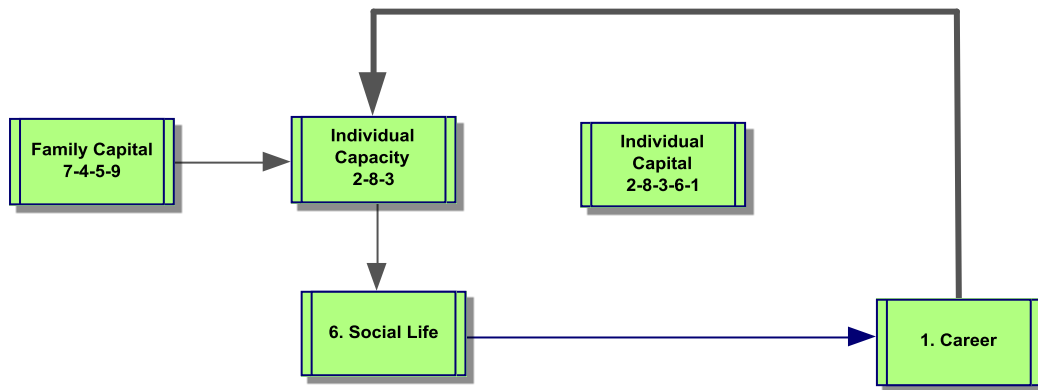 Family Capital
7-4-5-9
Individual
Capacity
2-8-3
Individual
Capital
2-8-3-6-1
6. Social Life
1. Career